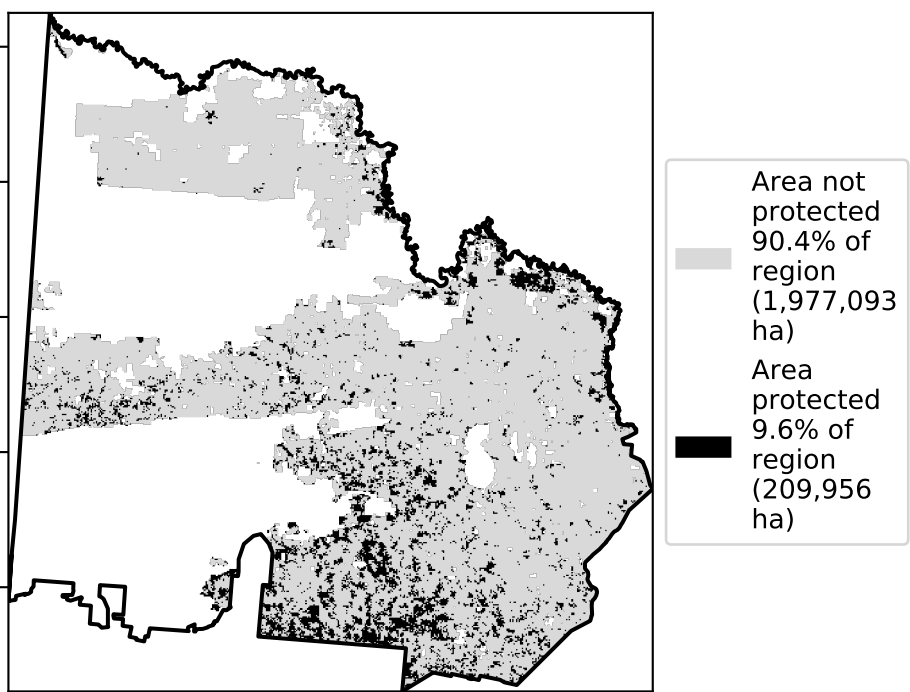 Area not
protected
90.4% of
region
(1,977,093
ha)
Area
protected
9.6% of
region
(209,956
ha)